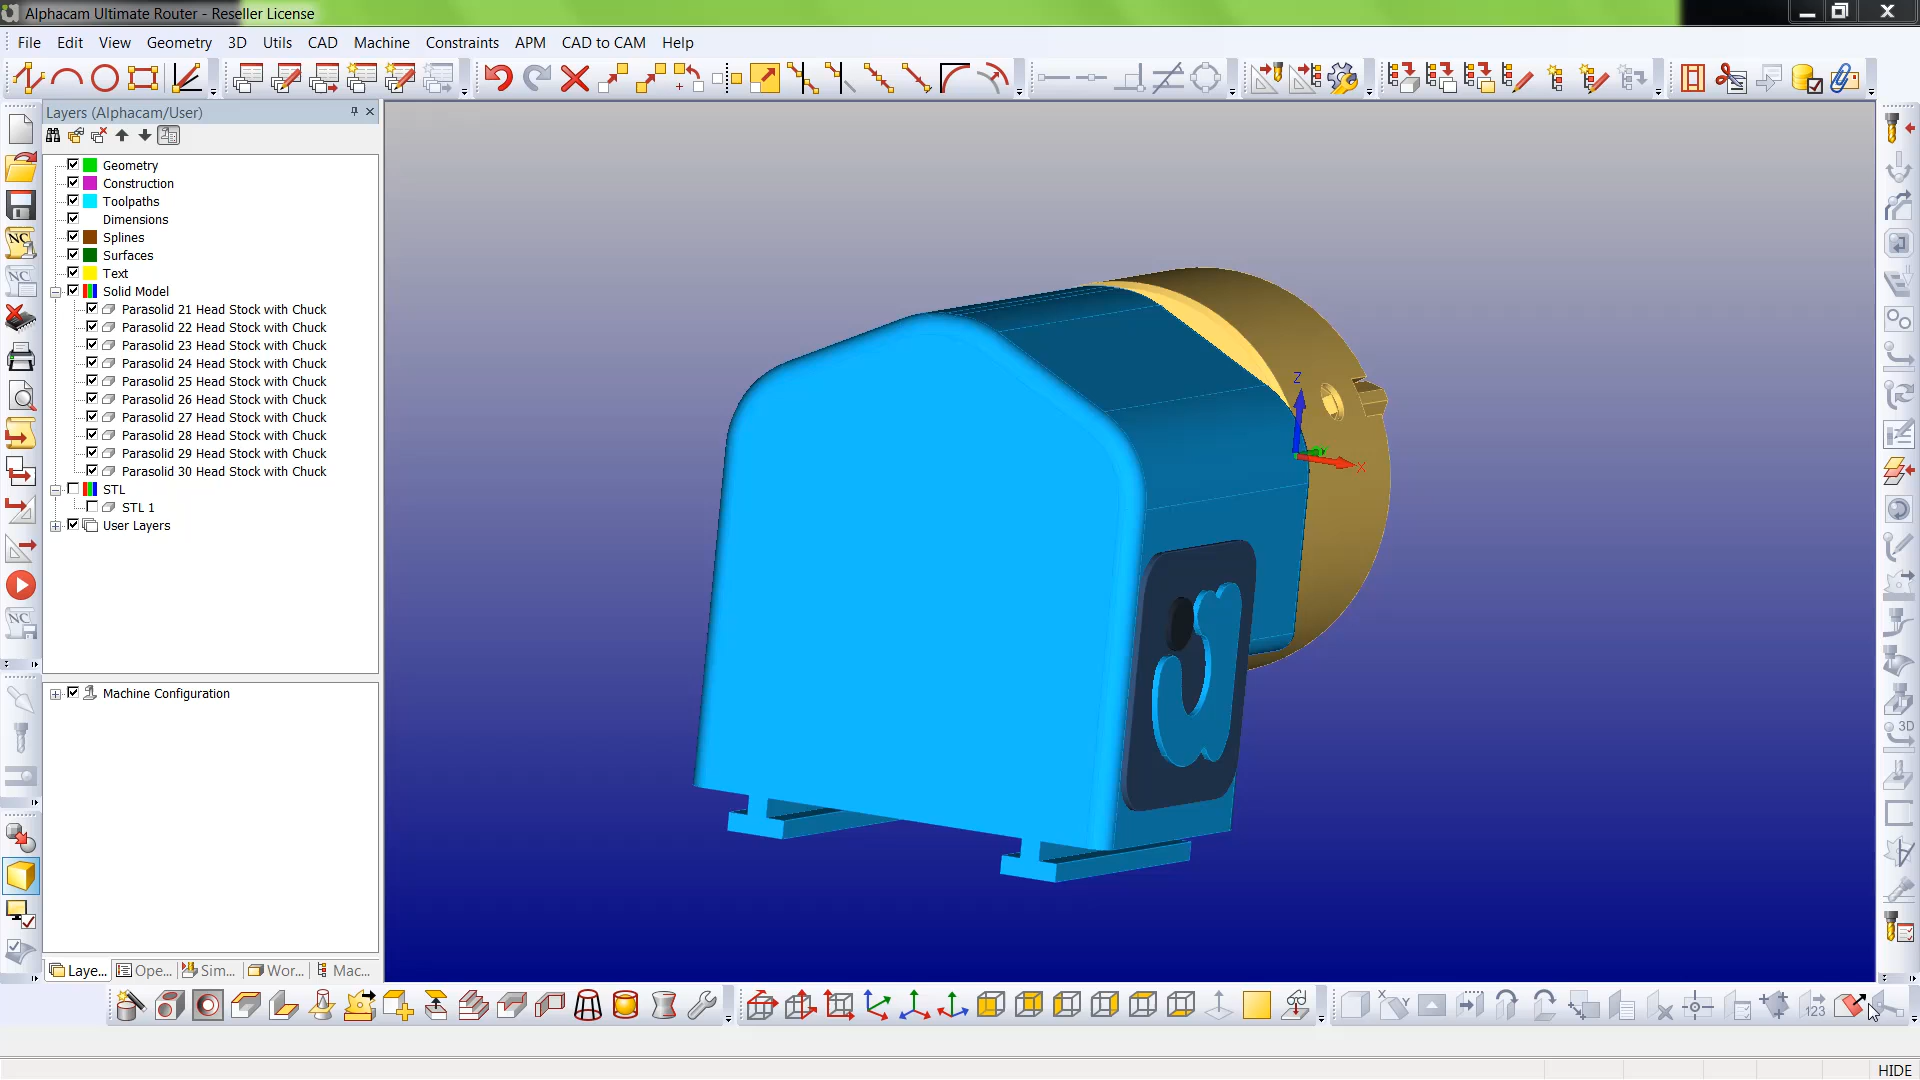 Alphacam Ultimate Router - Reseller License
File Edit View Geometry 3D Utils CAD Machine Constraints APM CAD to CAM Help
Layers (Alphacam/User)
Geometry
Construction
Toolpaths
Dimensions
Splines
Surfaces
Text
Solid Model
Parasolid 21 Head Stock with Chuck
Parasolid 22 Head Stock with Chuck
Parasolid 23 Head Stock with Chuck
Parasolid 24 Head Stock with Chuck
Parasolid 25 Head Stock with Chuck
Parasolid 26 Head Stock with Chuck
Parasolid 27 Head Stock with Chuck
Parasolid 28 Head Stock with Chuck
Parasolid 29 Head Stock with Chuck
Parasolid 30 Head Stock with Chuck
STL
STL 1
User Layers
Machine Configuration
Laye... Ope... Sim... Wor... Mac...
NC
NC
NC
Z
X
3D
X
Y
123
HIDE